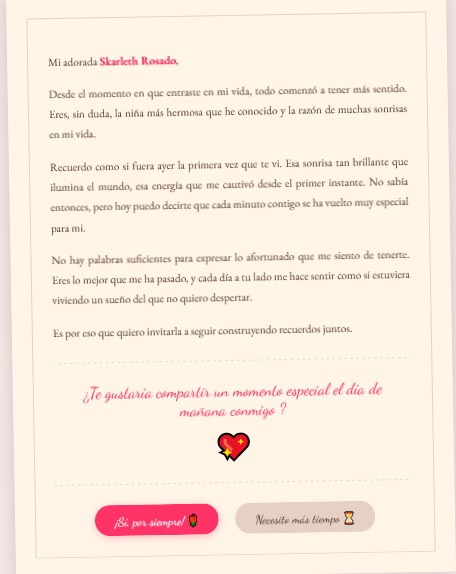 Mi adorada Skarleth Rosado,
Desde el momento en que entraste en mi vida, todo comenzó a tener más sentido.
Eres, sin duda, la niña más hermosa que he conocido y la razón de muchas sonrisas
en mi vida.
Recuerdo como si fuera ayer la primera vez que te vi. Esa sonrisa tan brillante que
ilumina el mundo, esa energía que me cautivó desde el primer instante. No sabía
entonces, pero hoy puedo decirte que cada minuto contigo se ha vuelto muy especial
para mi.
No hay palabras suficientes para expresar lo afortunado que me siento de tenerte.
Eres lo mejor que me ha pasado, y cada día a tu lado me hace sentir como si estuviera
viviendo un sueño del que no quiero despertar.
Es por eso que quiero invitarla a seguir construyendo recuerdos juntos.
¿Te gustaria compartir un momento especial el dia de
mañana conmigo ?
¡Sí, por siempre! 🌹
Necesito más tiempo ⏳